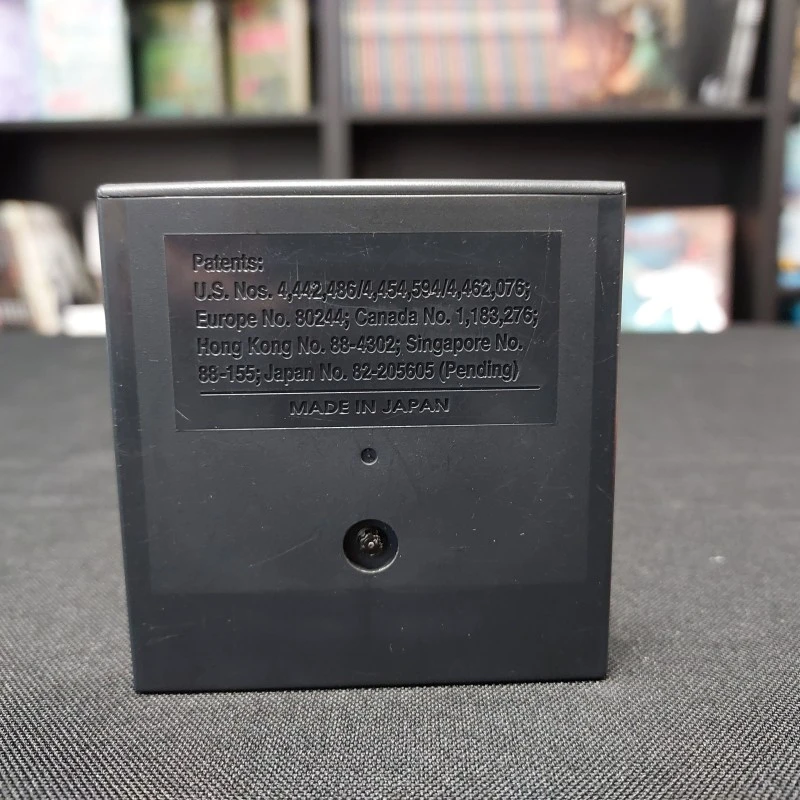 Patents:
U.S. Nos. 4,442,486/4,454,594/4,462,076;
Europe No. 80244; Canada No. 1,183,276;
Hong Kong No. 88-4302; Singapore No.
88-155; Japan No. 82-205605 (Pending)
MADE IN JAPAN